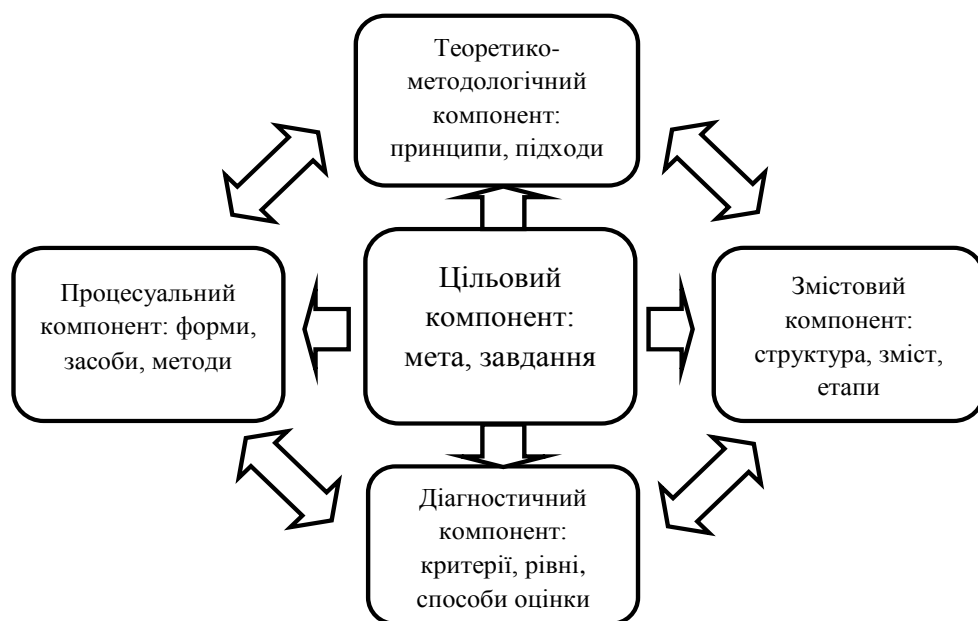 Теоретико-
методологічний
компонент:
принципи, підходи
Процесуальний
компонент: форми,
засоби, методи
Цільовий
компонент:
мета, завдання
Змістовий
компонент:
структура, зміст,
етапи
Діагностичний
компонент:
критерії, рівні,
способи оцінки